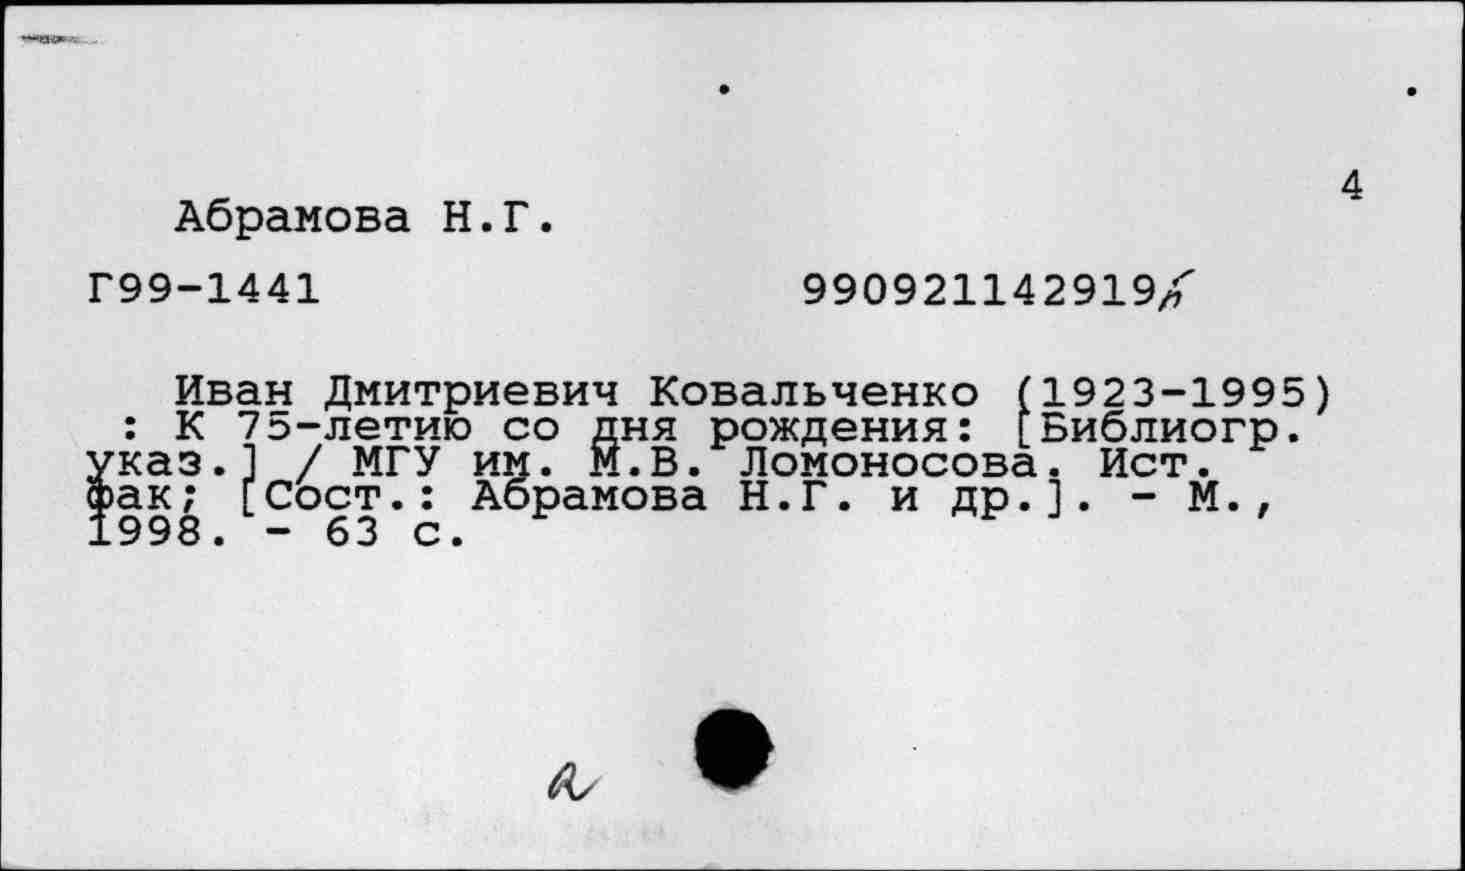 4
Абрамова Н.Г.
Г99-1441 990921142919
Иван Дмитриевич Ковальченко (1923-1995)
: К 75-летию со дня рождения: [Библиогр.
указ.] / МГУ им. М.В. Ломоносова. Ист.
фак; [Сост.: Абрамова Н.Г. и др.]. - М.,
1998. - 63 с.